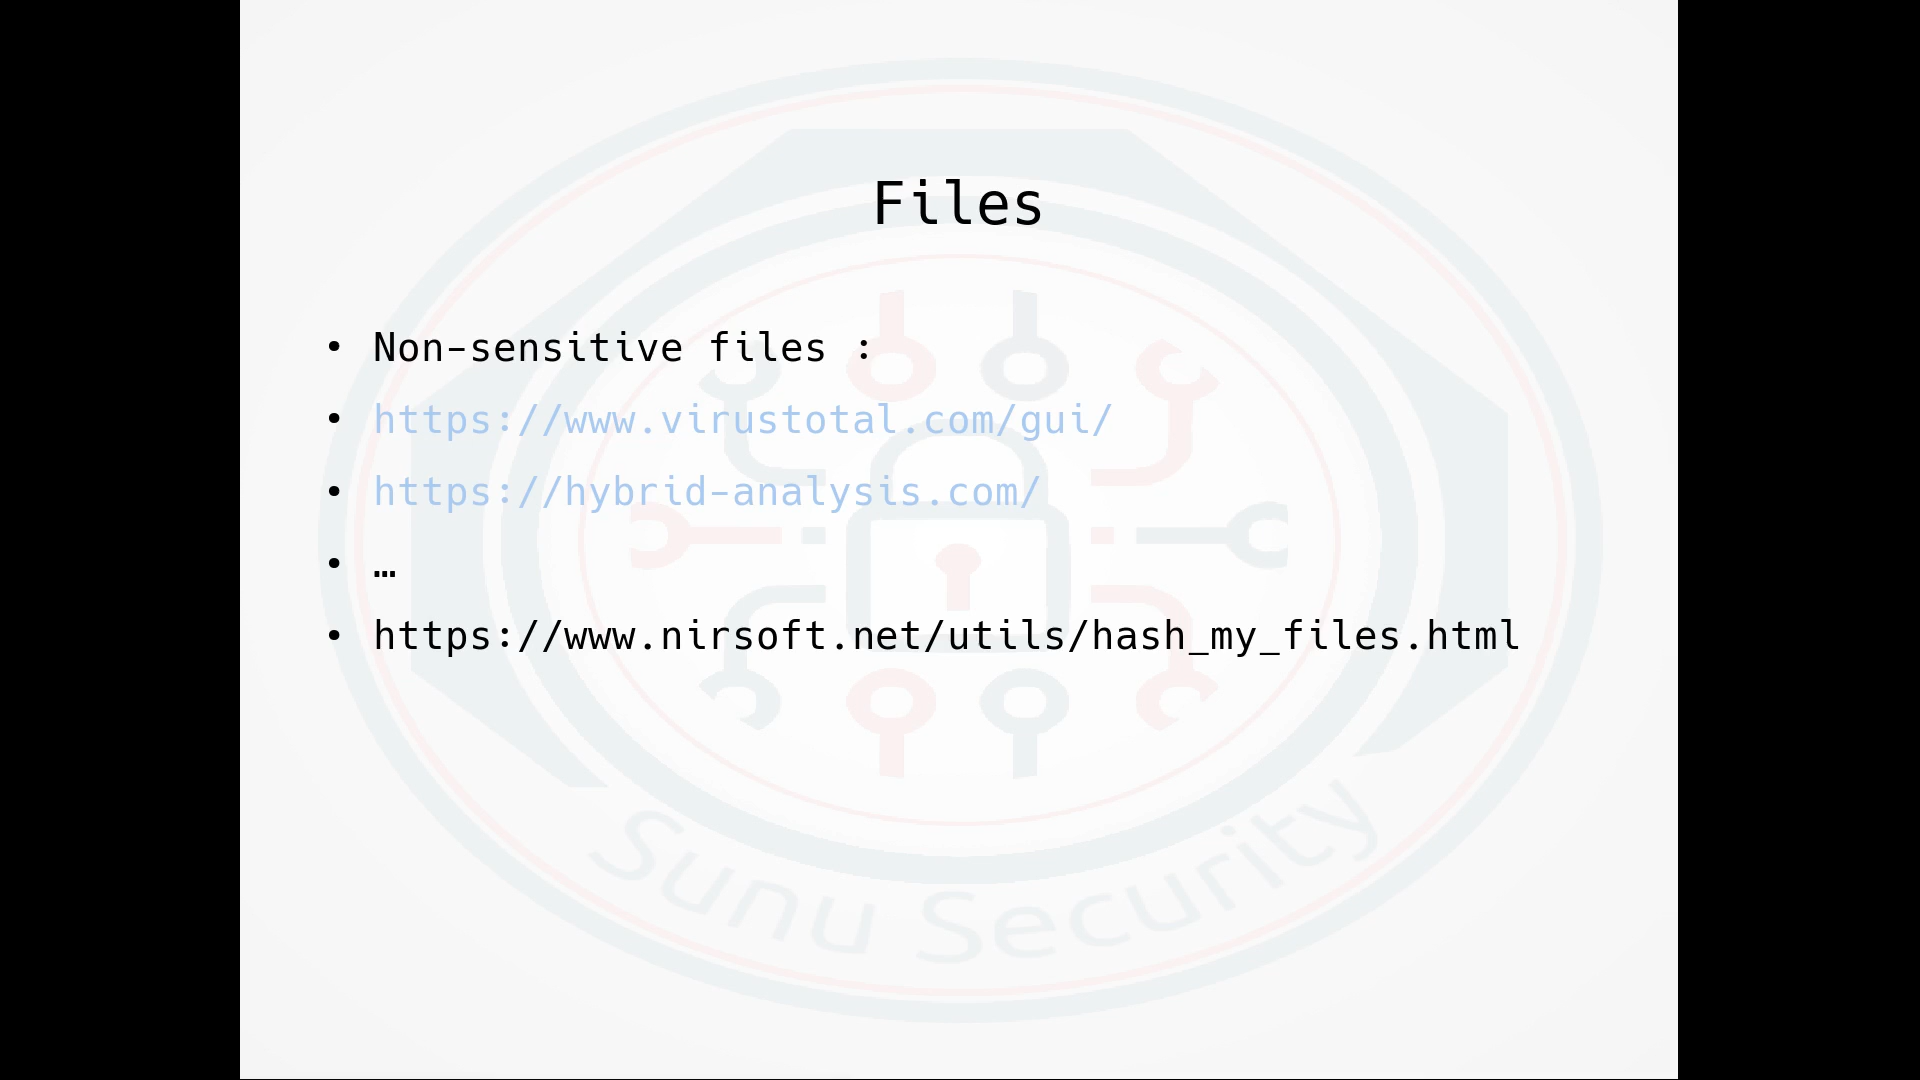 Files
• Non-sensitive files :
• https://www.virustotal.com/gui/
• https://hybrid-analysis.com/
• …
• https://www.nirsoft.net/utils/hash_my_files.html
Sunu Security